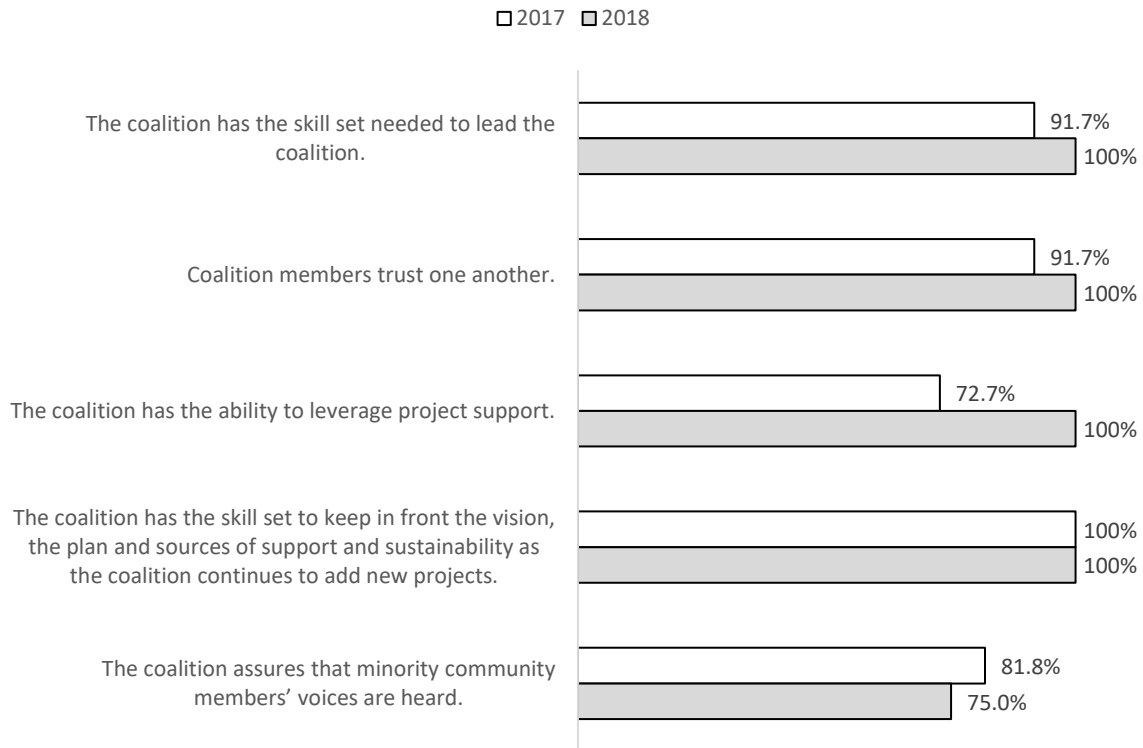 2017 2018
The coalition has the skill set needed to lead the
coalition.
91.7%
100%
Coalition members trust one another.
91.7%
100%
The coalition has the ability to leverage project support.
72.7%
100%
The coalition has the skill set to keep in front the vision,
the plan and sources of support and sustainability as
the coalition continues to add new projects.
100%
100%
The coalition assures that minority community
members’ voices are heard.
81.8%
75.0%